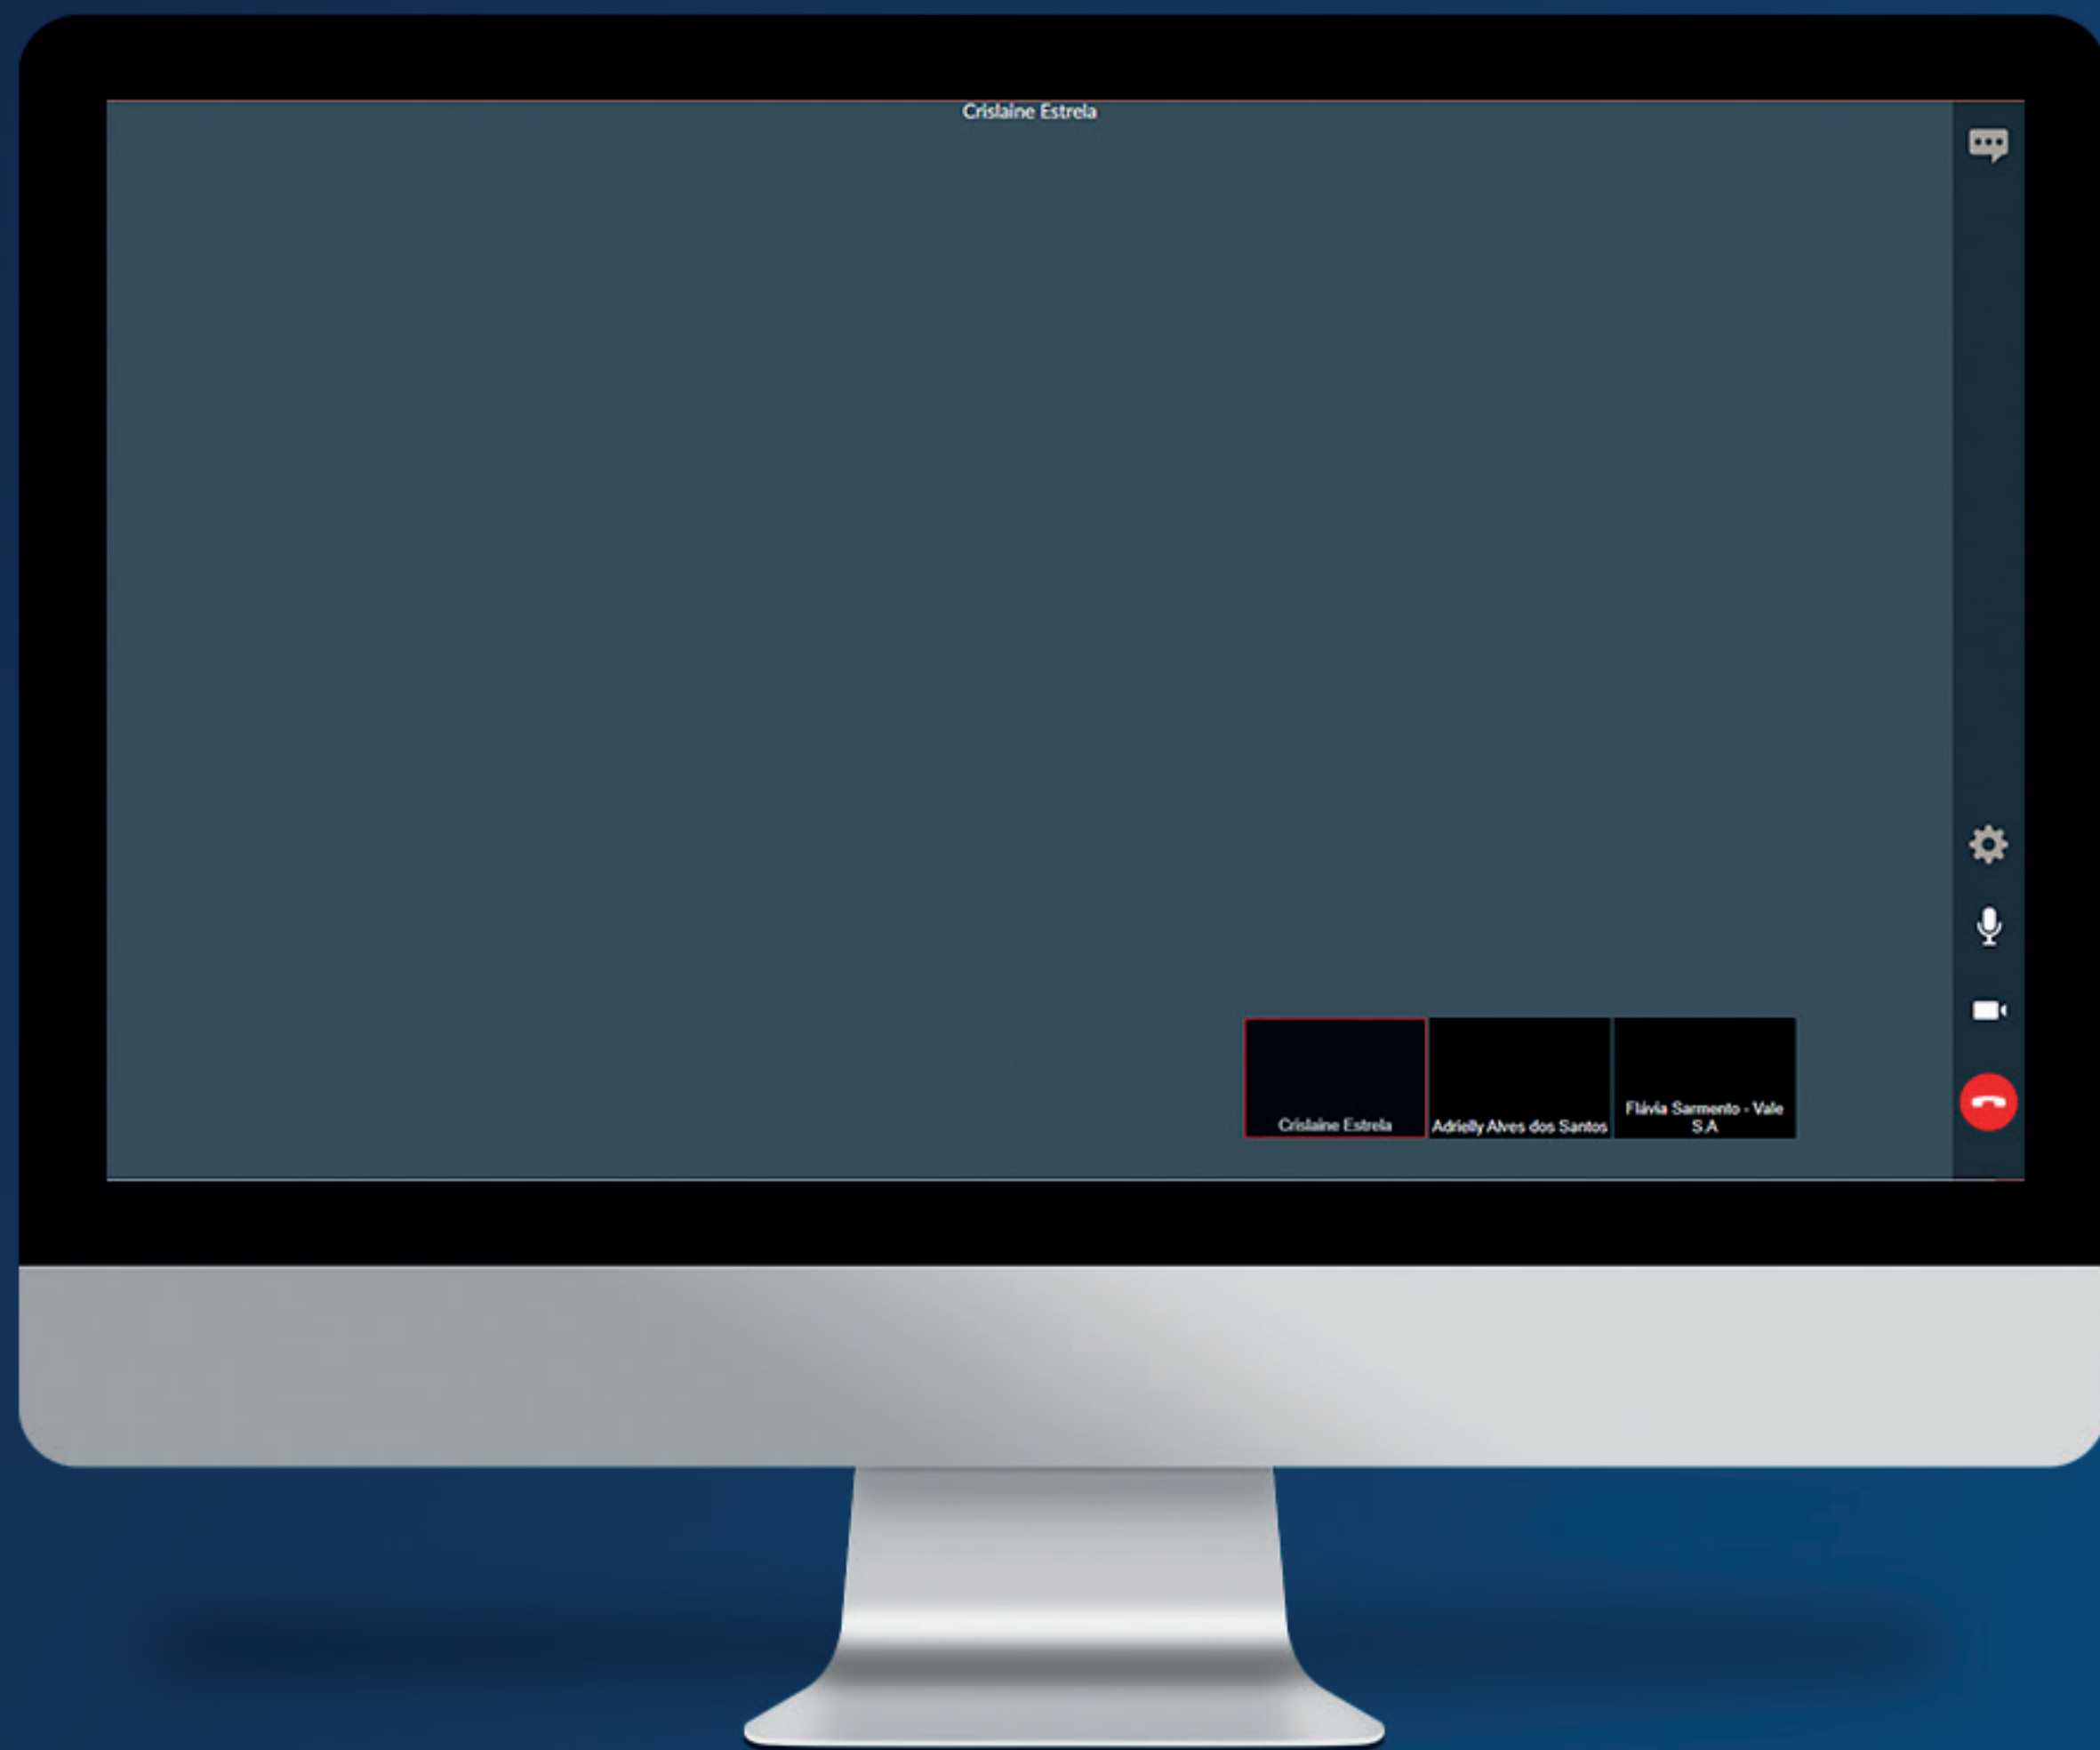 Crislaine Estrela
Crislaine Estrela
Adrielly Alves dos Santos
Flávia Sarmento - Vale
S.A